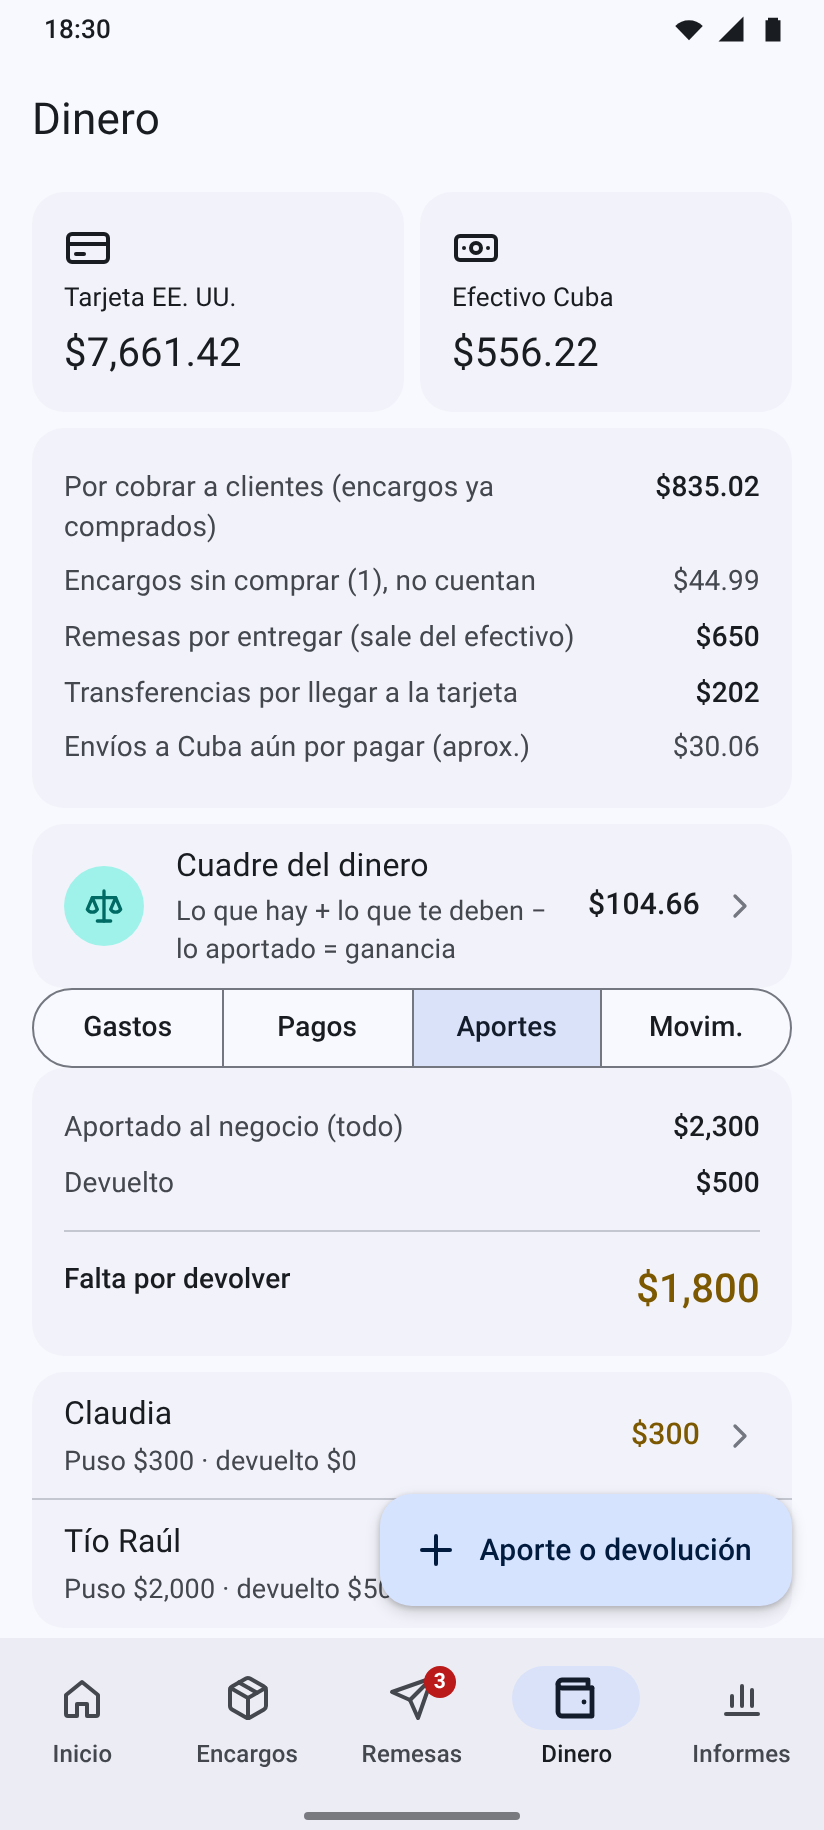 18:30
Dinero
Tarjeta EE. UU.
$7,661.42
Efectivo Cuba
$556.22
Por cobrar a clientes (encargos ya
comprados)
$835.02
Encargos sin comprar (1), no cuentan
$44.99
Remesas por entregar (sale del efectivo)
$650
Transferencias por llegar a la tarjeta
$202
Envíos a Cuba aún por pagar (aprox.)
$30.06
Cuadre del dinero
Lo que hay + lo que te deben −
lo aportado = ganancia
$104.66
Gastos
Pagos
Aportes
Movim.
Aportado al negocio (todo)
$2,300
Devuelto
$500
Falta por devolver
$1,800
Claudia
Puso $300 · devuelto $0
$300
Tío Raúl
Puso $2,000 · devuelto
Aporte o devolución
3
Inicio
Encargos
Remesas
Dinero
Informes